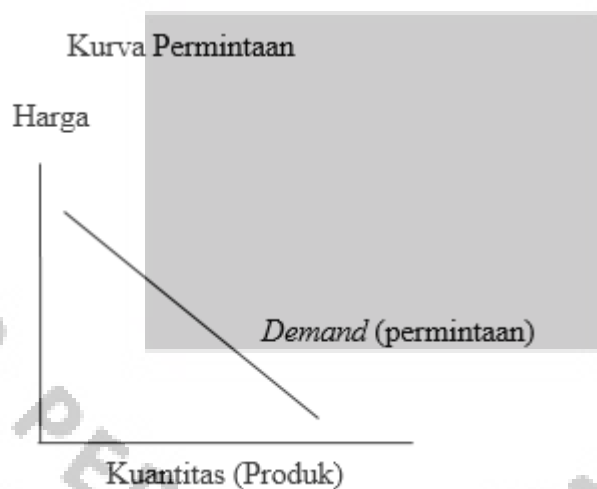 Kurva Permintaan
Harga
Demand (permintaan)
Kuantitas (Produk)